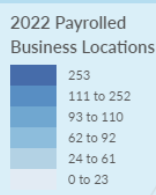 2022 Payrolled
Business Locations
253
111 to 252
93 to 110
62 to 92
24 to 61
0 to 23